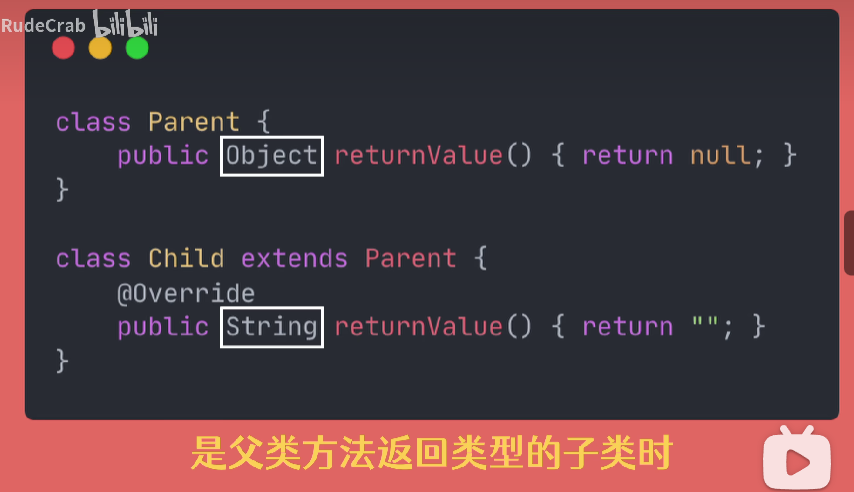 RudeCrab bilibili
class Parent {
    public Object returnValue() { return null; }
}
class Child extends Parent {
    @Override
    public String returnValue() { return ""; }
}
是父类方法返回类型的子类时